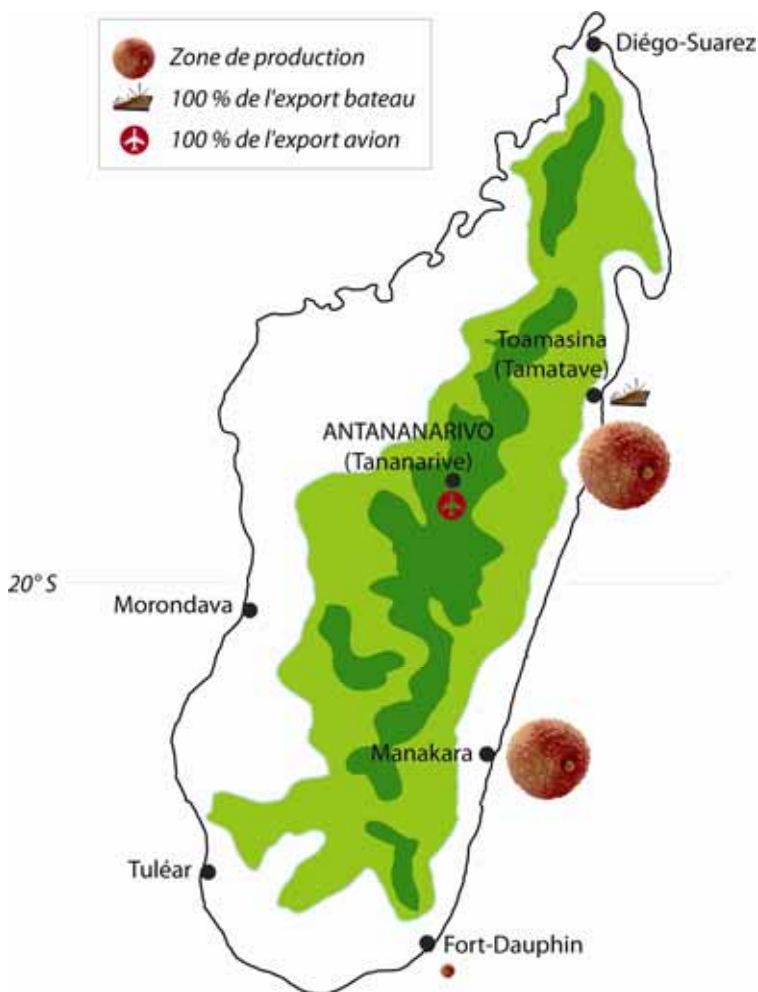 Zone de production
100 % de l'export bateau
100 % de l'export avion
Diégo-Suarez
Toamasina
(Tamatave)
ANTANANARIVO
(Tananarive)
20° S
Morondava
Manakara
Tuléar
Fort-Dauphin